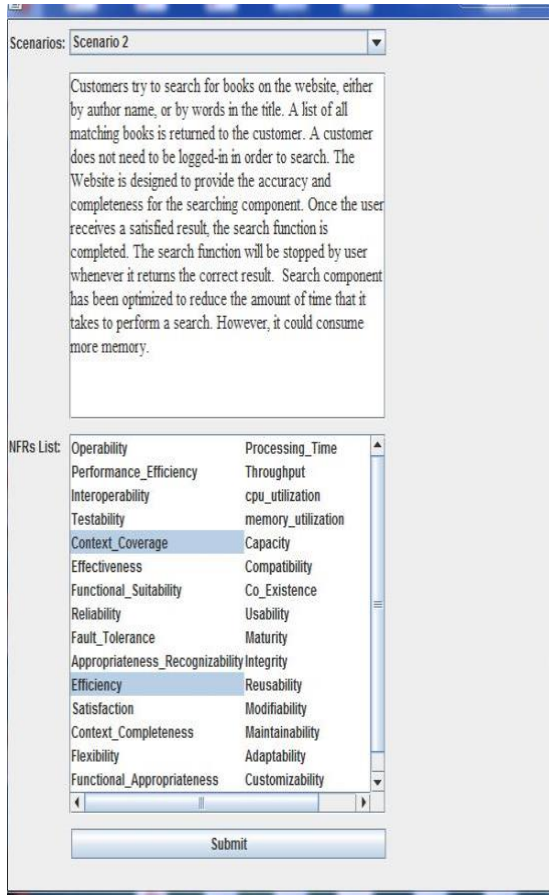 Scenarios: Scenario 2
Customers try to search for books on the website, either
by author name, or by words in the title. A list of all
matching books is returned to the customer. A customer
does not need to be logged-in in order to search. The
Website is designed to provide the accuracy and
completeness for the searching component. Once the user
receives a satisfied result, the search function is
completed. The search function will be stopped by user
whenever it returns the correct result.  Search component
has been optimized to reduce the amount of time that it
takes to perform a search. However, it could consume
more memory.
NFRs List: Operability Processing_Time
Performance_Efficiency Throughput
Interoperability cpu_utilization
Testability memory_utilization
Context_Coverage Capacity
Effectiveness Compatibility
Functional_Suitability Co_Existence
Reliability Usability
Fault_Tolerance Maturity
Appropriateness_Recognizability Integrity
Efficiency Reusability
Satisfaction Modifiability
Context_Completeness Maintainability
Flexibility Adaptability
Functional_Appropriateness Customizability
Submit